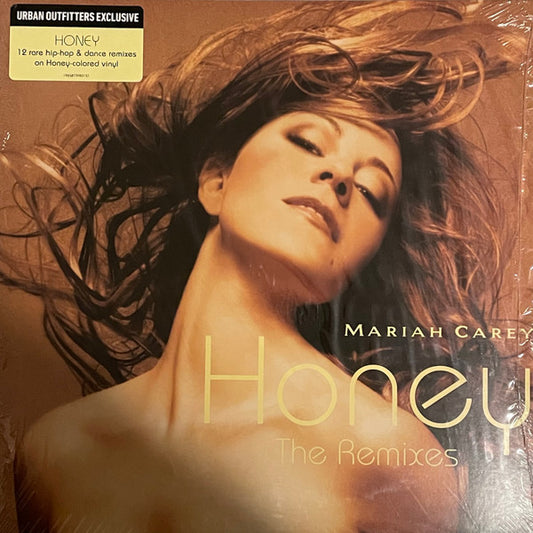 URBAN OUTFITTERS EXCLUSIVE
HONEY
12 rare hip-hop & dance remixes
on Honey-colored vinyl
MARIAH CAREY
Honey
The Remixes